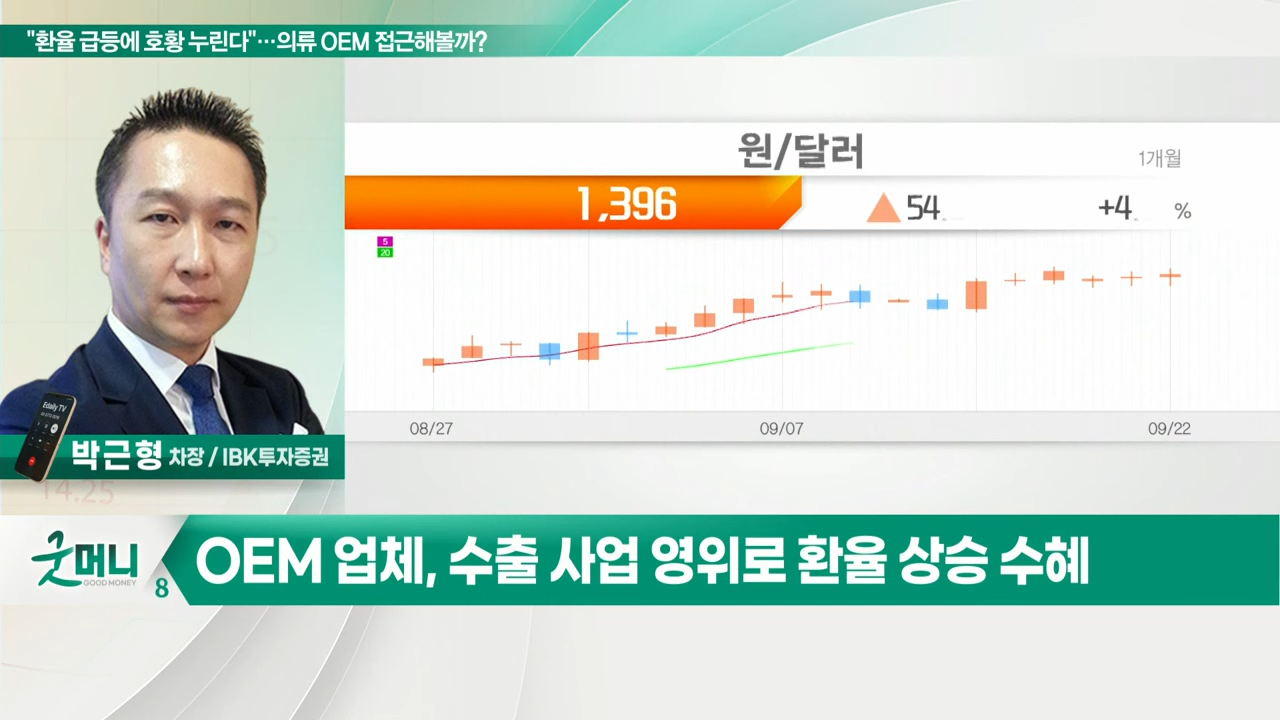 "환율 급등에 호황 누린다"…의류 OEM 접근해볼까?
원/달러
1개월
1,396
▲ 54
+4 %
5
20
08/27
09/07
09/22
Edaily TV
박근형 차장 / IBK투자증권
14.25
굿머니
GOOD MONEY
8
OEM 업체, 수출 사업 영위로 환율 상승 수혜